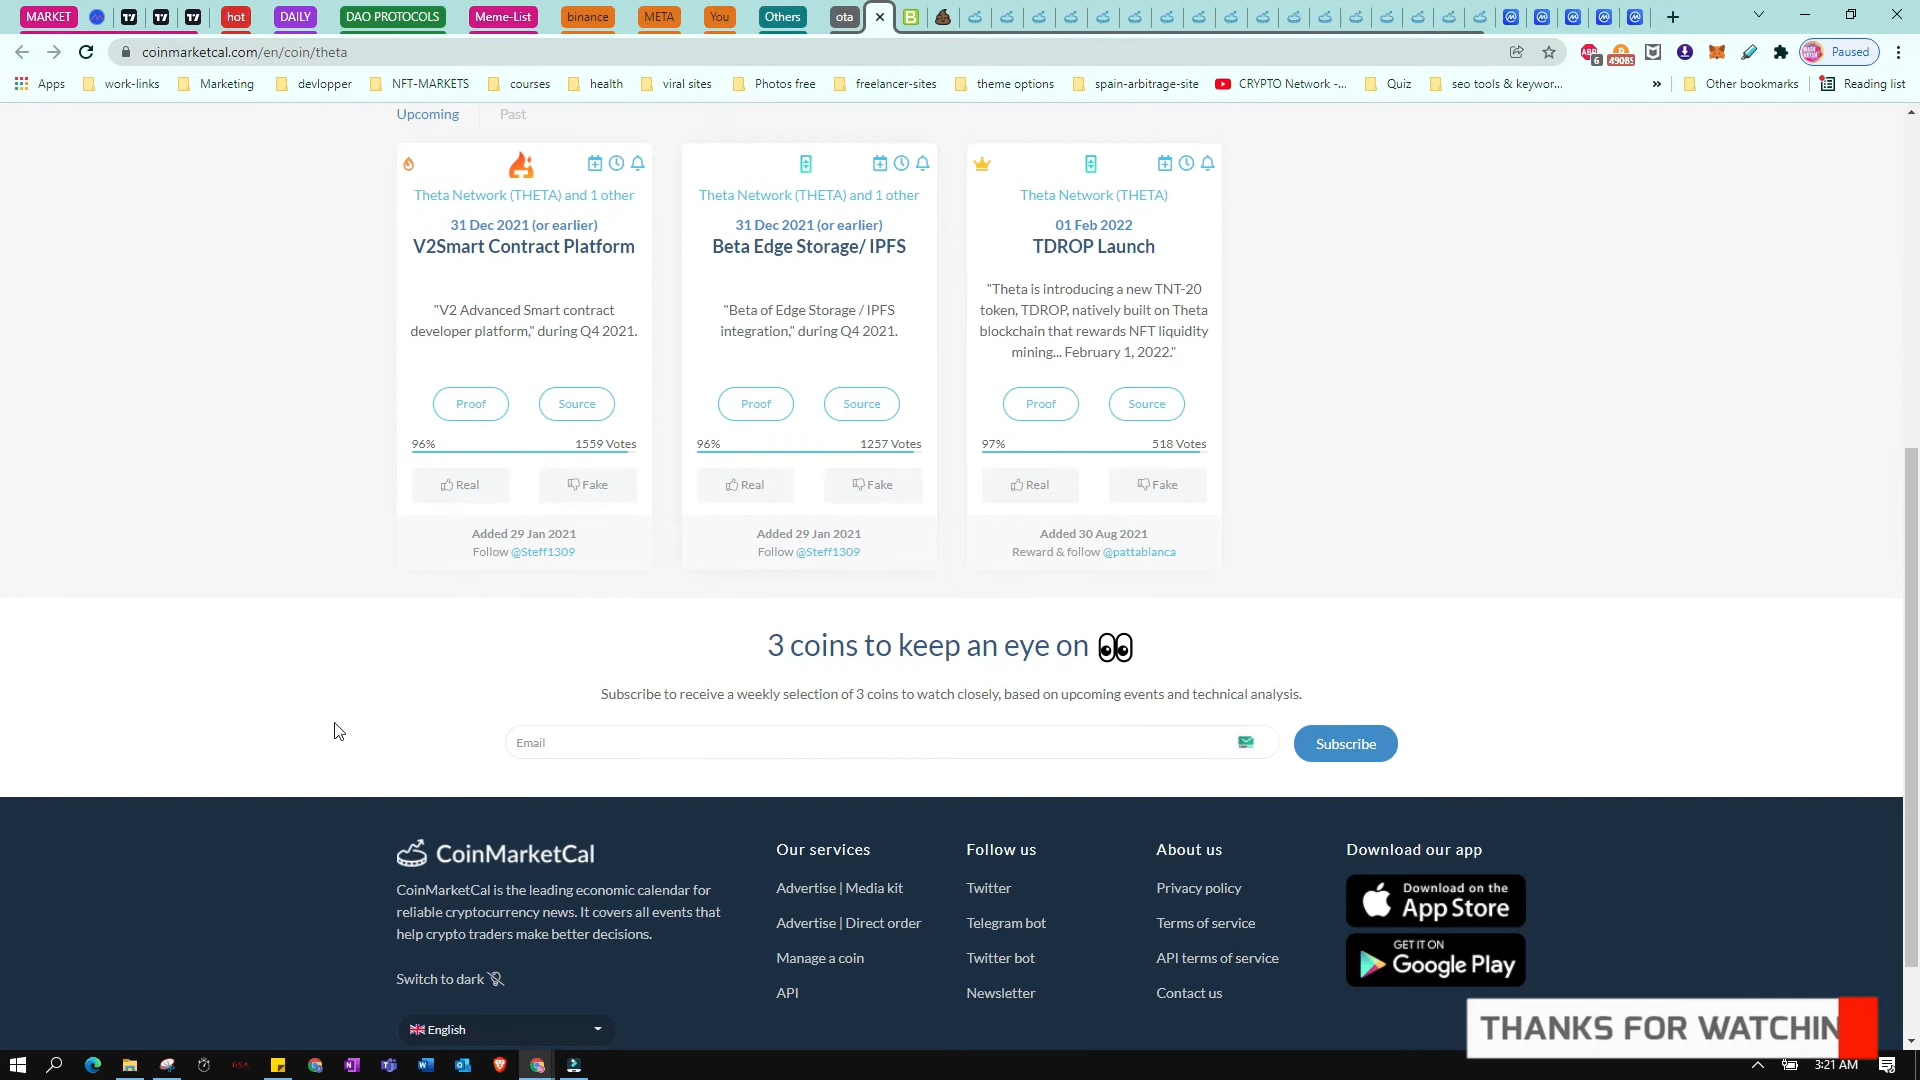 MARKET
hot
DAILY
DAO PROTOCOLS
Meme-List
binance
META
You
Others
ota
coinmarketcal.com/en/coin/theta
6
49085
Paused
Apps
work-links
Marketing
devlopper
NFT-MARKETS
courses
health
viral sites
Photos free
freelancer-sites
theme options
spain-arbitrage-site
CRYPTO Network -...
Quiz
seo tools & keywor...
»
Other bookmarks
Reading list
Upcoming
Past
Theta Network (THETA) and 1 other
31 Dec 2021 (or earlier)
V2Smart Contract Platform
"V2 Advanced Smart contract
developer platform," during Q4 2021.
Proof
Source
96%
1559 Votes
Real
Fake
Added 29 Jan 2021
Follow @Steff1309
Theta Network (THETA) and 1 other
31 Dec 2021 (or earlier)
Beta Edge Storage/ IPFS
"Beta of Edge Storage / IPFS
integration," during Q4 2021.
Proof
Source
96%
1257 Votes
Real
Fake
Added 29 Jan 2021
Follow @Steff1309
Theta Network (THETA)
01 Feb 2022
TDROP Launch
"Theta is introducing a new TNT-20
token, TDROP, natively built on Theta
blockchain that rewards NFT liquidity
mining... February 1, 2022."
Proof
Source
97%
518 Votes
Real
Fake
Added 30 Aug 2021
Reward & follow @pattablanca
3 coins to keep an eye on
Subscribe to receive a weekly selection of 3 coins to watch closely, based on upcoming events and technical analysis.
Email
Subscribe
CoinMarketCal
CoinMarketCal is the leading economic calendar for
reliable cryptocurrency news. It covers all events that
help crypto traders make better decisions.
Switch to dark
English
Our services
Advertise | Media kit
Advertise | Direct order
Manage a coin
API
Follow us
Twitter
Telegram bot
Twitter bot
Newsletter
About us
Privacy policy
Terms of service
API terms of service
Contact us
Download our app
Download on the
App Store
GET IT ON
Google Play
THANKS FOR WATCHIN
3:21 AM